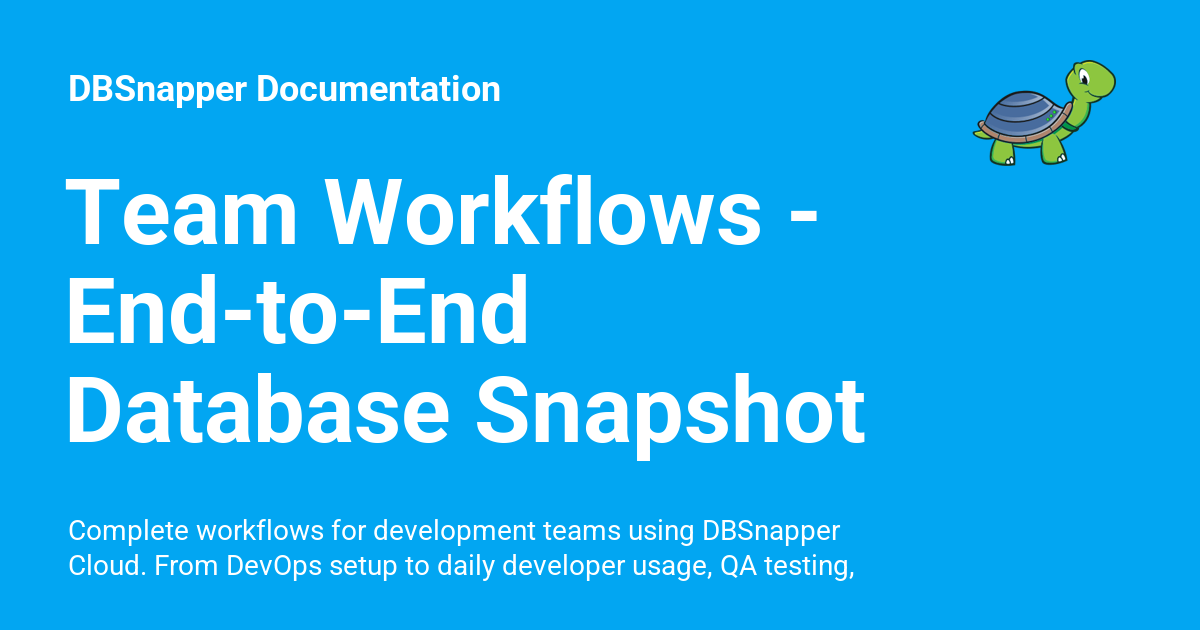 DBSnapper Documentation
Team Workflows -
End-to-End
Database Snapshot
Complete workflows for development teams using DBSnapper
Cloud. From DevOps setup to daily developer usage, QA testing,